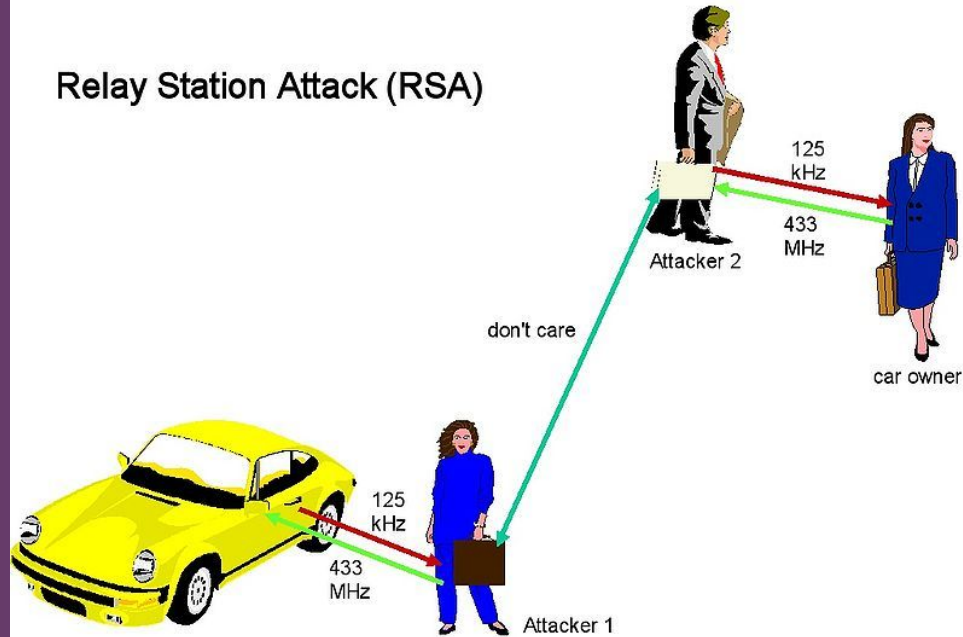 Relay Station Attack (RSA)
125
kHz
433
MHz
Attacker 2
don't care
car owner
125
kHz
433
MHz
Attacker 1